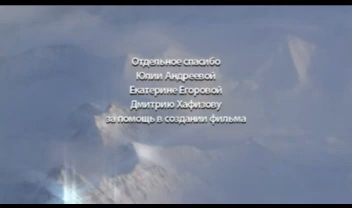 Отдельное спасибо
Юлии Андреевой
Екатерине Егоровой
Дмитрию Хафизову
за помощь в создании фильма